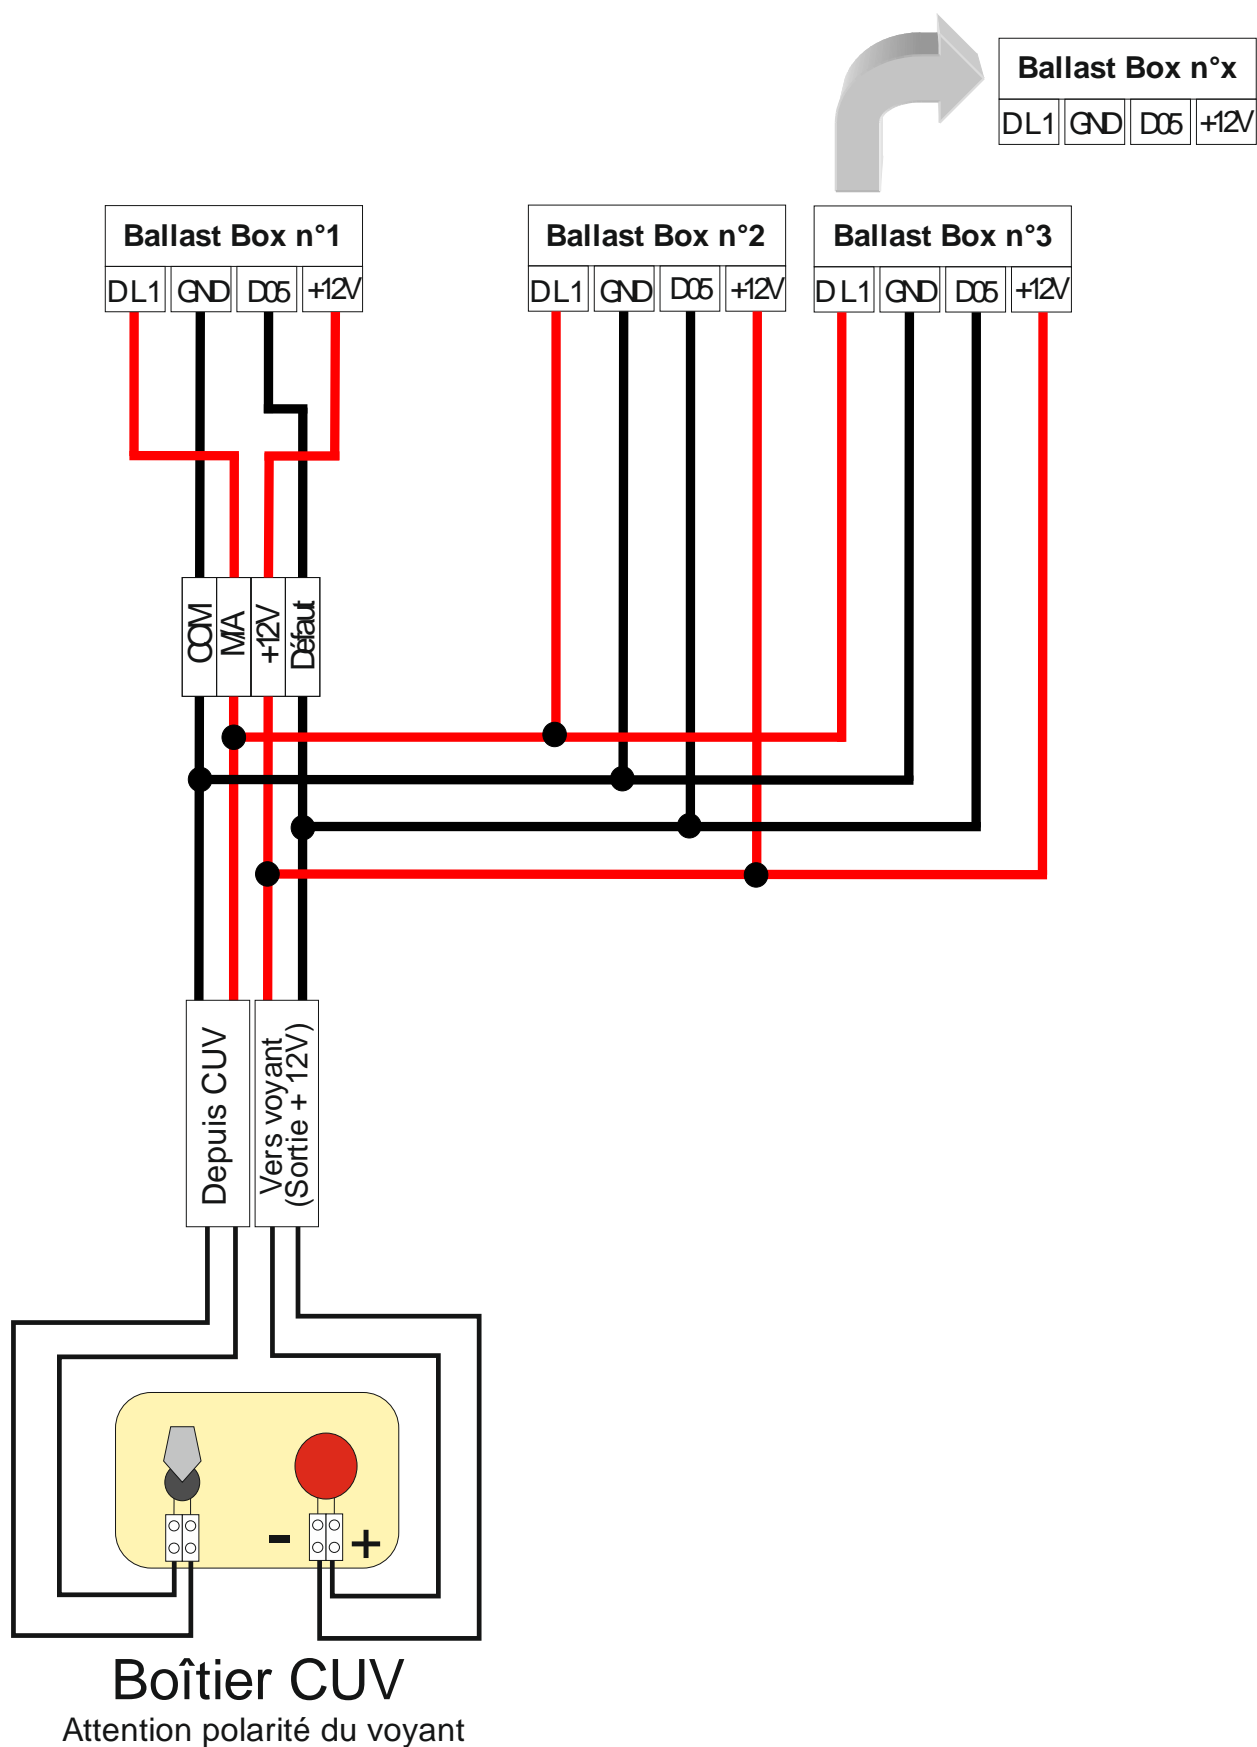 Ballast Box n°x
DL1 GND D05 +12V
Ballast Box n°1
DL1 GND D05 +12V
Ballast Box n°2
DL1 GND D05 +12V
Ballast Box n°3
DL1 GND D05 +12V
COM
M/A
+12V
Défaut
Depuis CUV
Vers voyant
(Sortie + 12V)
- +
Boîtier CUV
Attention polarité du voyant